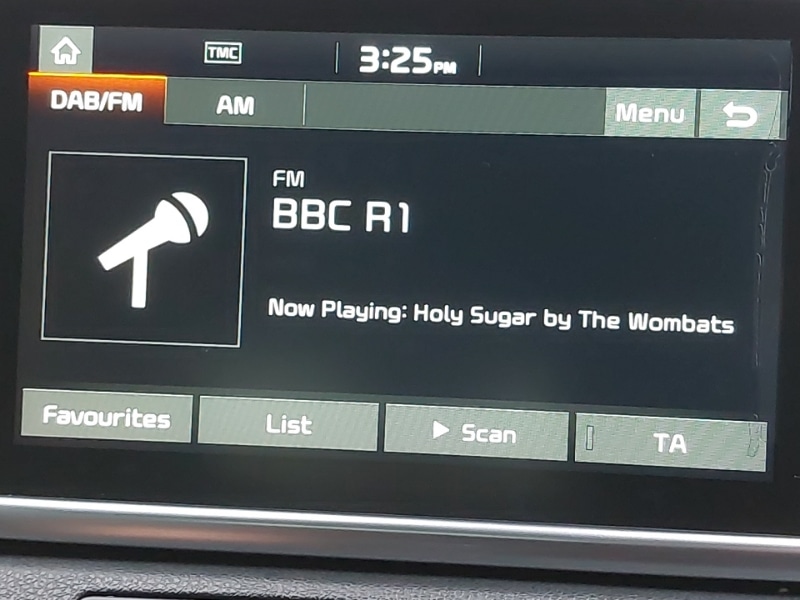 TMC
3:25PM
DAB/FM
AM
Menu
FM
BBC R1
Now Playing: Holy Sugar by The Wombats
Favourites
List
Scan
TA